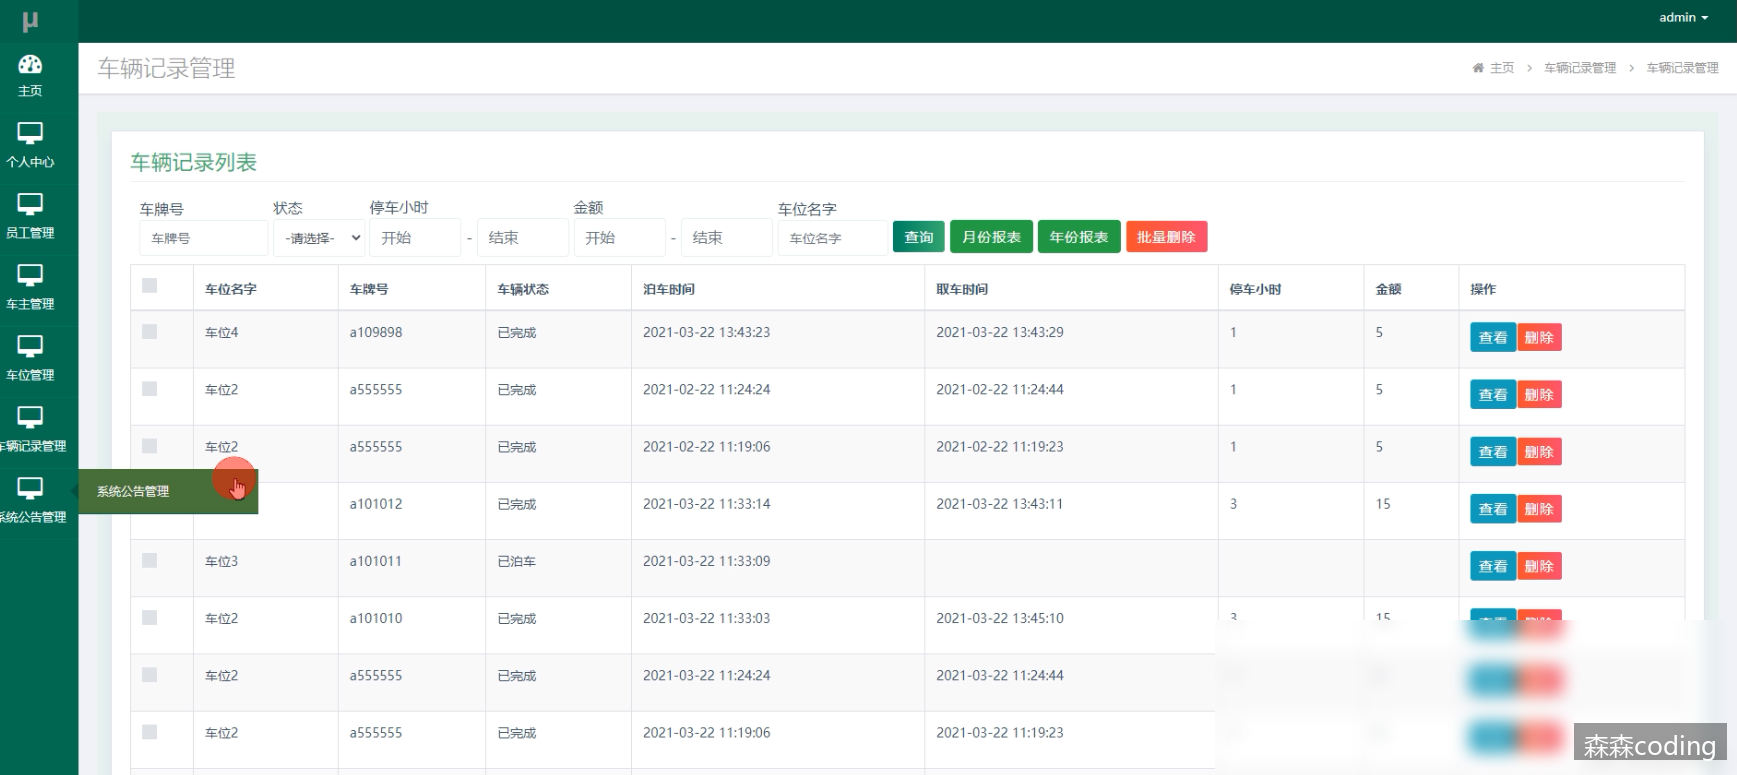 μ
admin
主页
个人中心
员工管理
车主管理
车位管理
车辆记录管理
系统公告管理
系统公告管理
车辆记录管理
主页 > 车辆记录管理 > 车辆记录管理
车辆记录列表
车牌号 状态 停车小时 金额 车位名字
车牌号 -请选择- 开始 - 结束 开始 - 结束 车位名字 查询 月份报表 年份报表 批量删除
车位名字 车牌号 车辆状态 泊车时间 取车时间 停车小时 金额 操作
车位4 a109898 已完成 2021-03-22 13:43:23 2021-03-22 13:43:29 1 5 查看 删除
车位2 a555555 已完成 2021-02-22 11:24:24 2021-02-22 11:24:44 1 5 查看 删除
车位2 a555555 已完成 2021-02-22 11:19:06 2021-02-22 11:19:23 1 5 查看 删除
a101012 已完成 2021-03-22 11:33:14 2021-03-22 13:43:11 3 15 查看 删除
车位3 a101011 已泊车 2021-03-22 11:33:09 查看 删除
车位2 a101010 已完成 2021-03-22 11:33:03 2021-03-22 13:45:10 3 15
车位2 a555555 已完成 2021-03-22 11:24:24 2021-03-22 11:24:44
车位2 a555555 已完成 2021-03-22 11:19:06 2021-03-22 11:19:23
森森coding